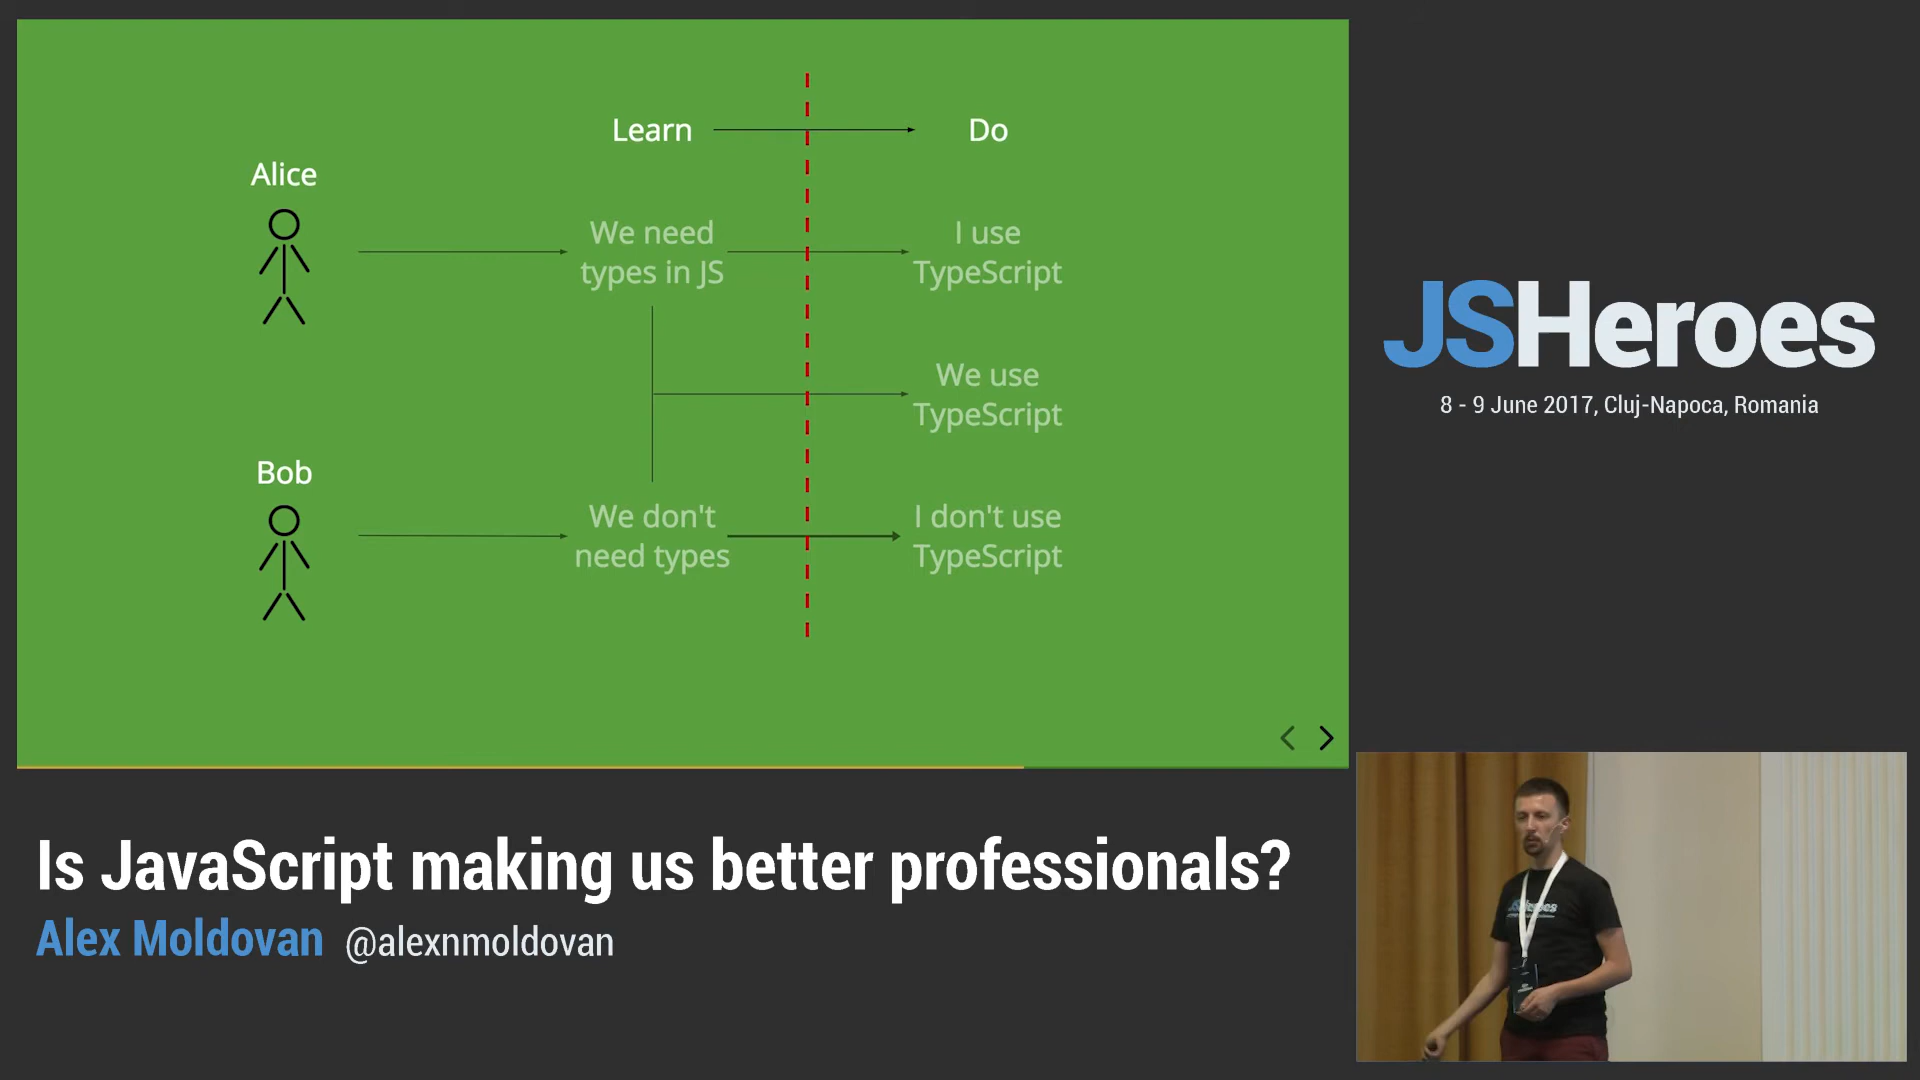 Learn
Do
Alice
We need
types in JS
I use
TypeScript
We use
TypeScript
Bob
We don't
need types
I don't use
TypeScript
JSHeroes
8 - 9 June 2017, Cluj-Napoca, Romania
Is JavaScript making us better professionals?
Alex Moldovan @alexnmoldovan
JSHeroes